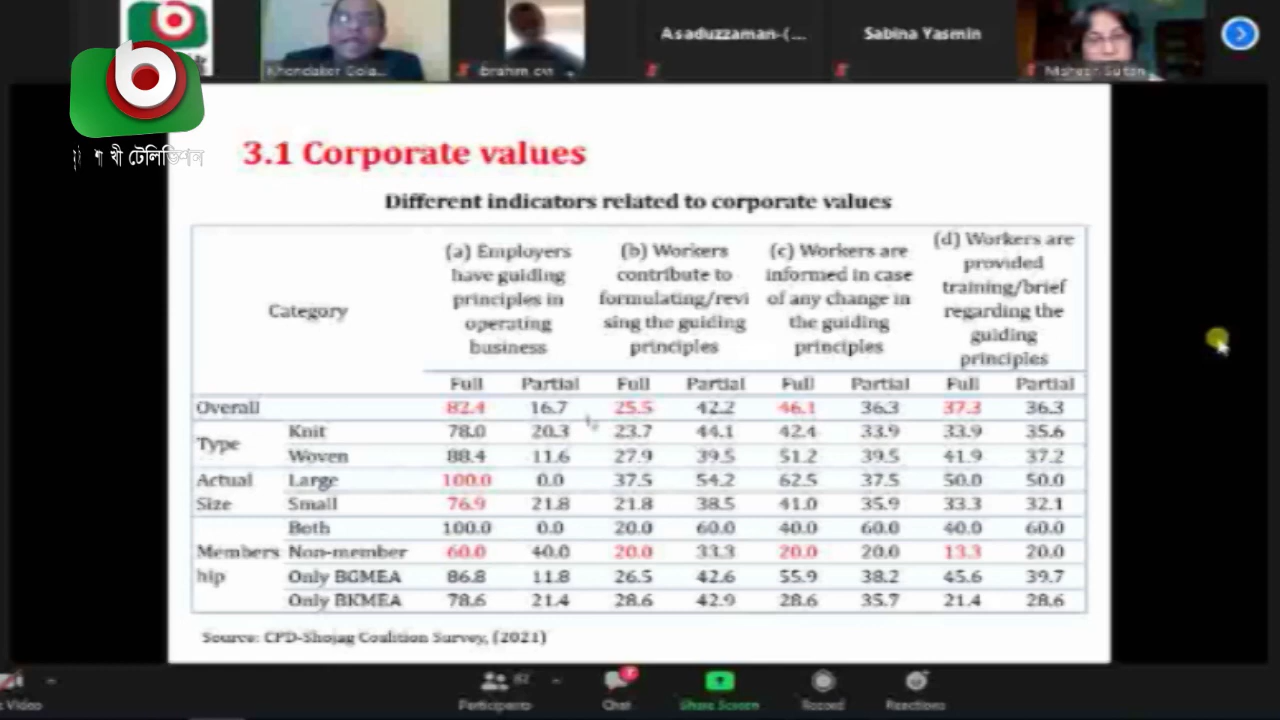 Asaduzzaman-(...
Sabina Yasmin
Khondaker Gola...
টেলিভিশন
3.1 Corporate values
Different indicators related to corporate values
Category
(a) Employers have guiding principles in operating business
(b) Workers contribute to formulating/revi sing the guiding principles
(c) Workers are informed in case of any change in the guiding principles
(d) Workers are provided training/brief regarding the guiding principles
Full Partial Full Partial Full Partial Full Partial
Overall 82.4 16.7 25.5 42.2 46.1 36.3 37.3 36.3
Type
Knit 78.0 20.3 23.7 44.1 42.4 33.9 33.9 35.6
Woven 88.4 11.6 27.9 39.5 51.2 39.5 41.9 37.2
Actual Size
Large 100.0 0.0 37.5 54.2 62.5 37.5 50.0 50.0
Small 76.9 21.8 21.8 38.5 41.0 35.9 33.3 32.1
Members hip
Both 100.0 0.0 20.0 60.0 40.0 60.0 40.0 60.0
Non-member 60.0 40.0 20.0 33.3 20.0 20.0 13.3 20.0
Only BGMEA 86.8 11.8 26.5 42.6 55.9 38.2 45.6 39.7
Only BKMEA 78.6 21.4 28.6 42.9 28.6 35.7 21.4 28.6
Source: CPD-Shojag Coalition Survey, (2021)
Video
Participants
Chat
Share Screen
Record
Reactions